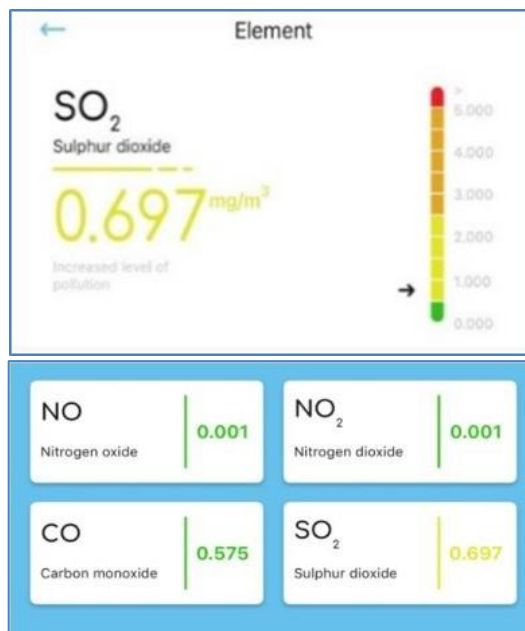 ←
Element
SO₂
Sulphur dioxide
0.697 mg/m³
Increased level of
pollution
>
5.000
4.000
3.000
2.000
1.000
0.000
NO
Nitrogen oxide
0.001
NO₂
Nitrogen dioxide
0.001
CO
Carbon monoxide
0.575
SO₂
Sulphur dioxide
0.697